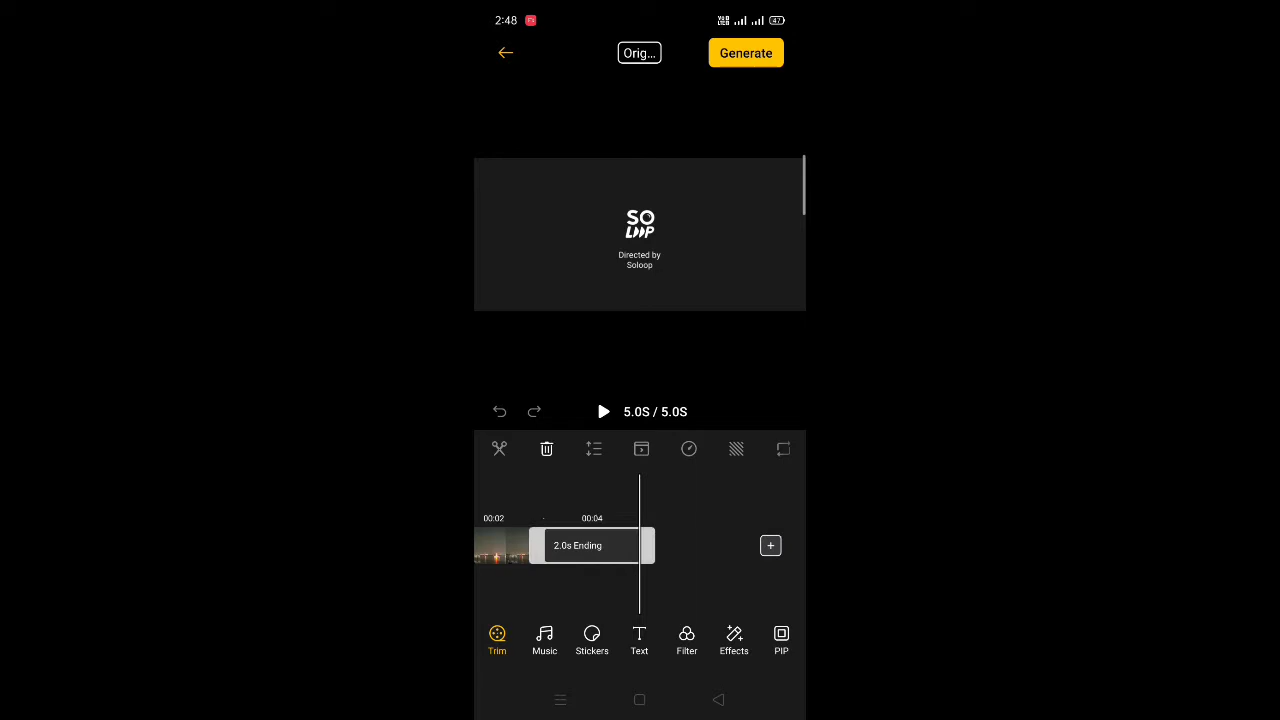 2:48
47
Orig...
Generate
SO
LOOP
Directed by
Soloop
5.0S / 5.0S
00:02
00:04
2.0s Ending
Trim
Music
Stickers
Text
Filter
Effects
PIP